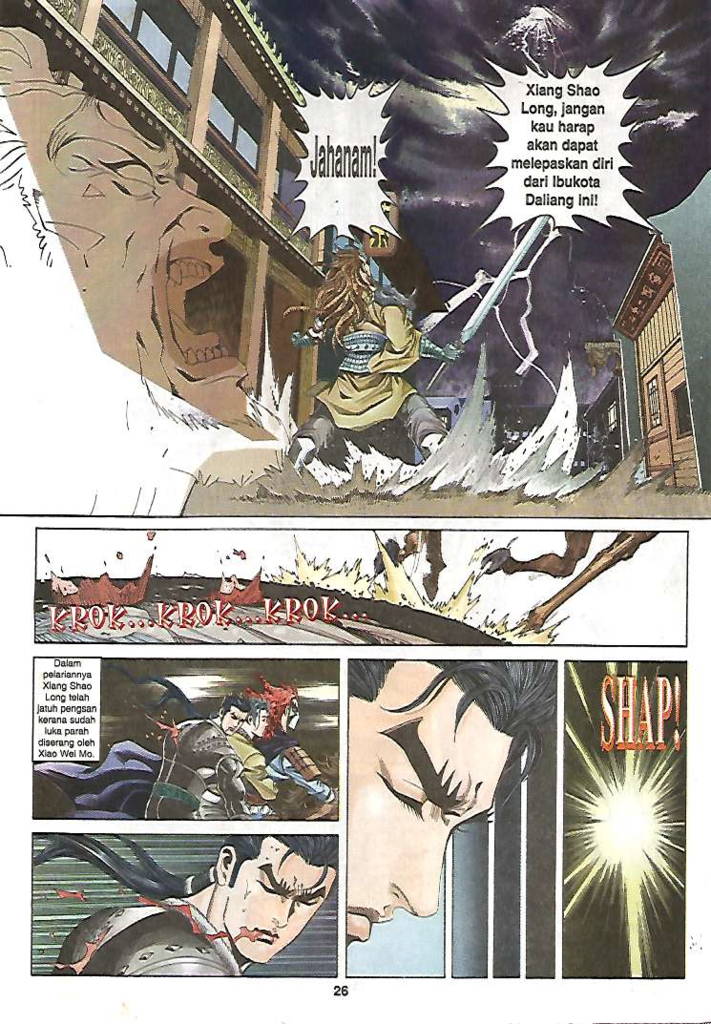 Jahanam!
Xiang Shao
Long, jangan
kau harap
akan dapat
melepaskan diri
dari Ibukota
Daliang ini!
KROK...KROK...KROK...
Dalam
pelariannya
Xiang Shao
Long telah
jatuh pengsan
kerana sudah
luka parah
diserang oleh
Xiao Wei Mo.
SHAP!
26